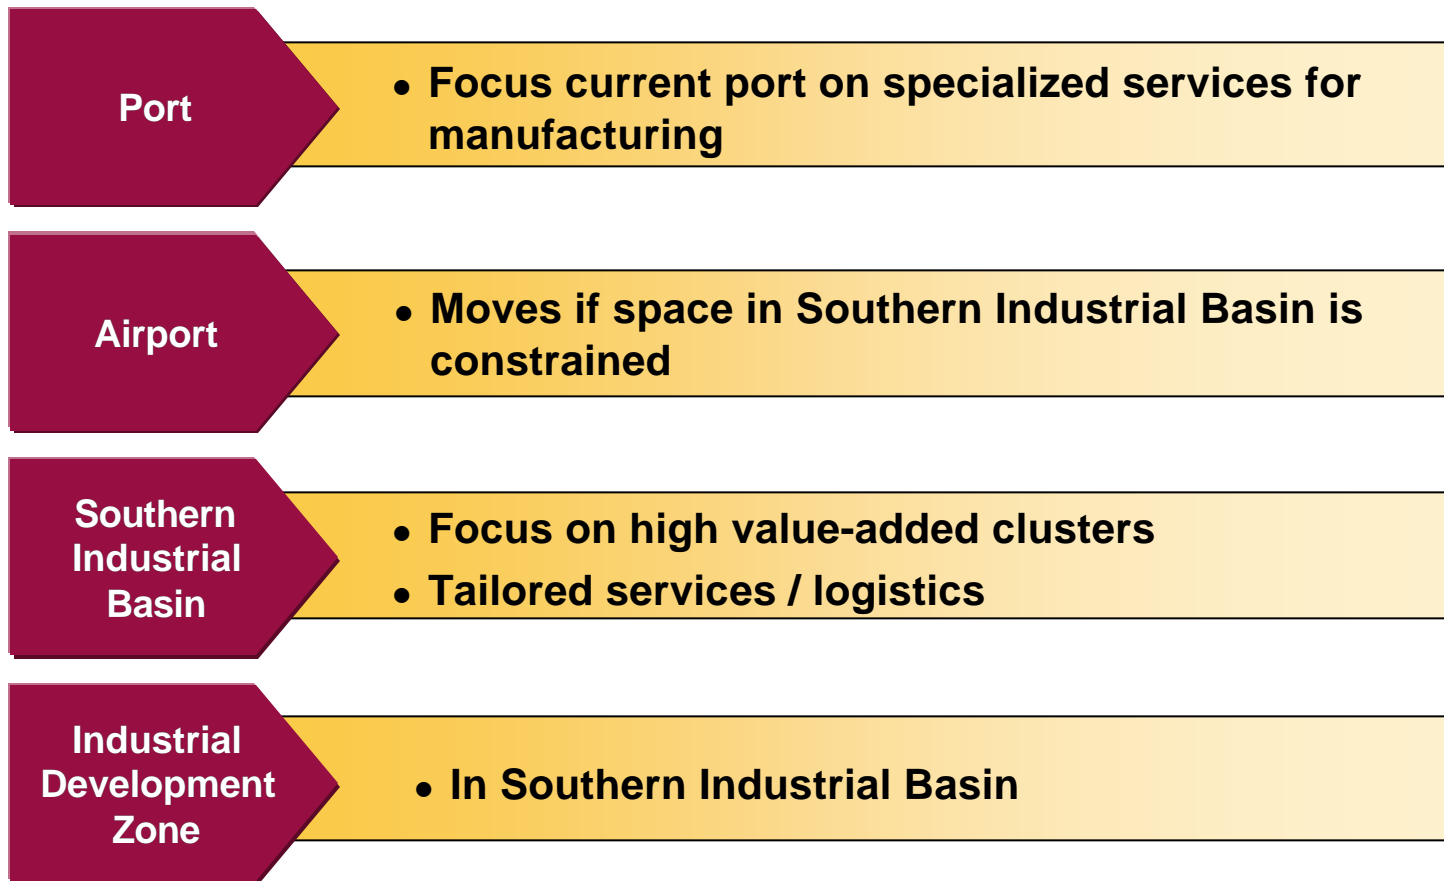 Port
• Focus current port on specialized services for
manufacturing
Airport
• Moves if space in Southern Industrial Basin is
constrained
Southern
Industrial
Basin
• Focus on high value-added clusters
• Tailored services / logistics
Industrial
Development
Zone
• In Southern Industrial Basin